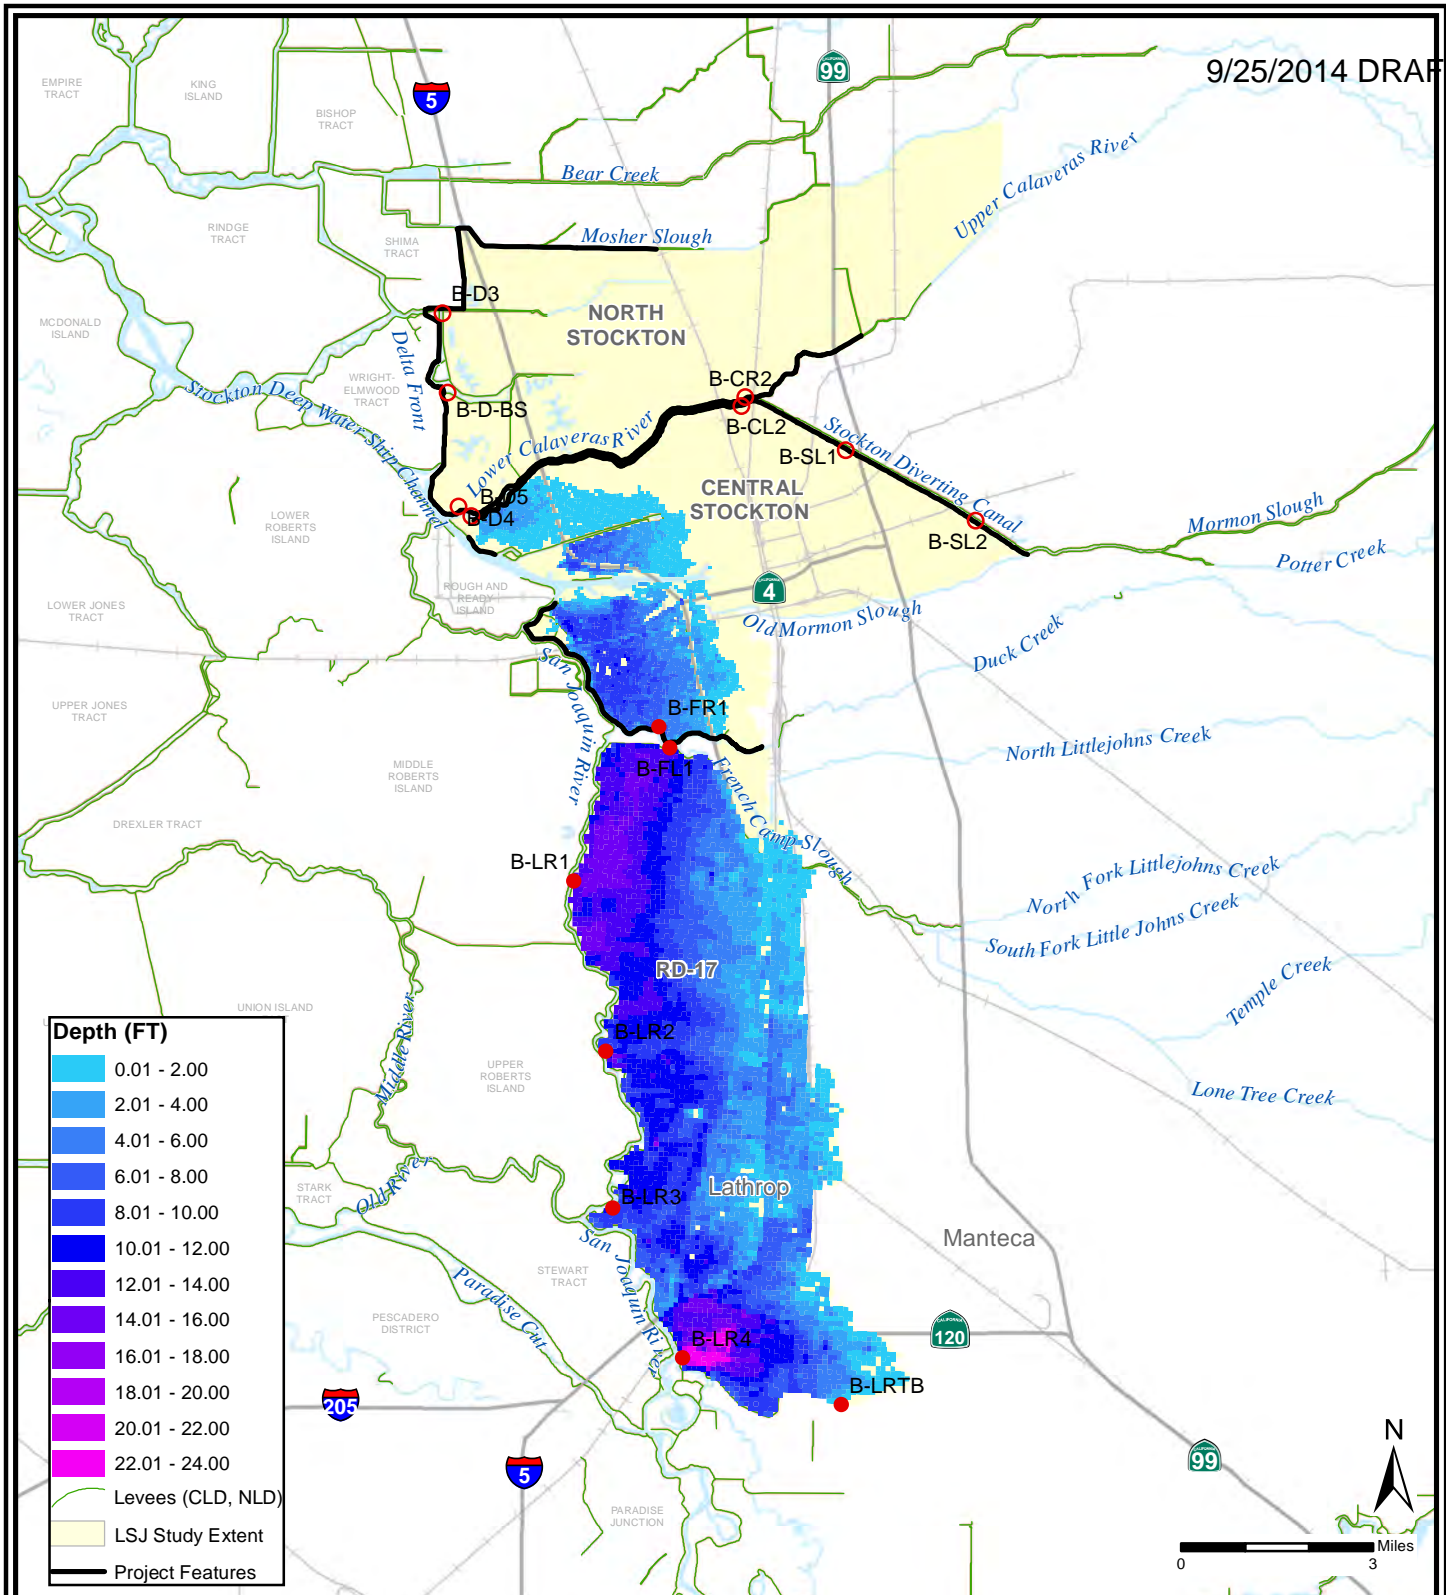 9/25/2014 DRAF
EMPIRE
TRACT
KING
ISLAND
BISHOP
TRACT
5
CALIFORNIA
99
Bear Creek
Upper Calaveras River
RINDGE
TRACT
SHIMA
TRACT
Mosher Slough
B-D3
NORTH
STOCKTON
MCDONALD
ISLAND
Delta Front
WRIGHT-
ELMWOOD
TRACT
Stockton Deep Water Ship Channel
B-D-BS
B-CR2
B-CL2
Lower Calaveras River
B-SL1
Stockton Diverting Canal
CENTRAL
STOCKTON
B-D5
B-D4
B-SL2
Mormon Slough
Potter Creek
LOWER
ROBERTS
ISLAND
ROUGH AND
READY
ISLAND
CALIFORNIA
4
LOWER JONES
TRACT
Old Mormon Slough
Duck Creek
San Joaquin River
UPPER JONES
TRACT
B-FR1
North Littlejohns Creek
B-FL1
MIDDLE
ROBERTS
ISLAND
French Camp Slough
DREXLER TRACT
B-LR1
North Fork Littlejohns Creek
South Fork Little Johns Creek
RD-17
Temple Creek
UNION ISLAND
Middle River
B-LR2
UPPER
ROBERTS
ISLAND
Lone Tree Creek
STARK
TRACT
Old River
Lathrop
B-LR3
San Joaquin River
Manteca
STEWART
TRACT
Paradise Cut
PESCADERO
DISTRICT
CALIFORNIA
120
B-LR4
B-LRTB
205
5
CALIFORNIA
99
PARADISE
JUNCTION
N
Miles
0
3
Depth (FT)
0.01 - 2.00
2.01 - 4.00
4.01 - 6.00
6.01 - 8.00
8.01 - 10.00
10.01 - 12.00
12.01 - 14.00
14.01 - 16.00
16.01 - 18.00
18.01 - 20.00
20.01 - 22.00
22.01 - 24.00
Levees (CLD, NLD)
LSJ Study Extent
Project Features